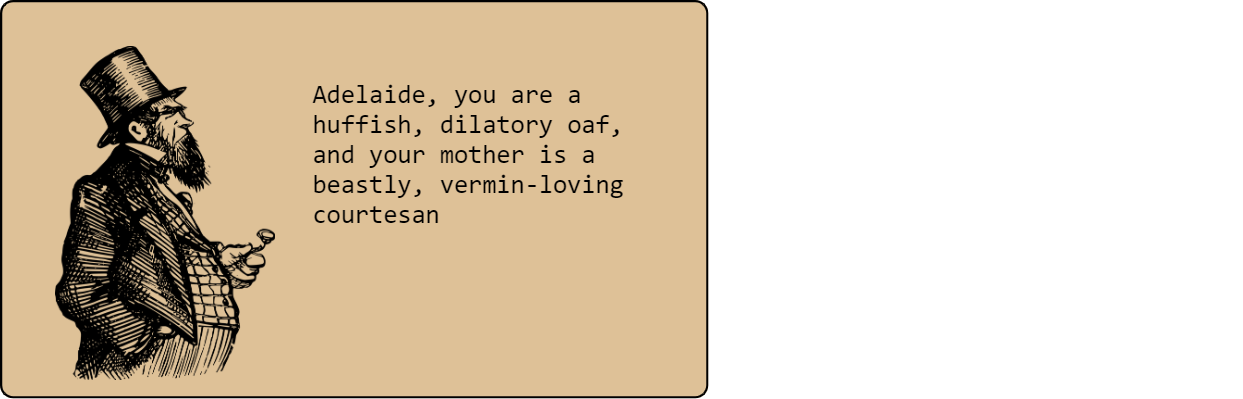 Adelaide, you are a
huffish, dilatory oaf,
and your mother is a
beastly, vermin-loving
courtesan